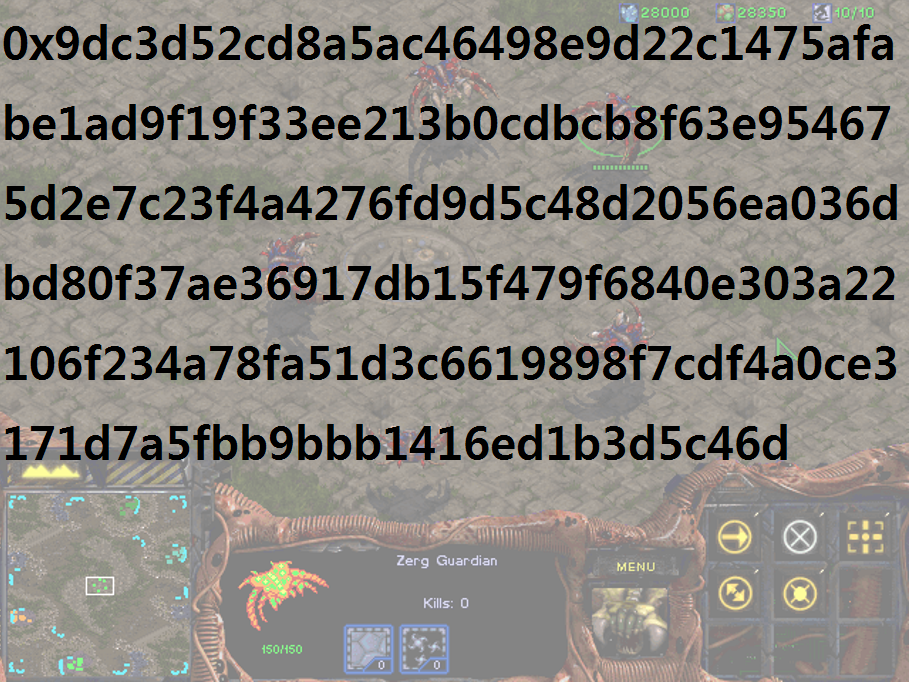 28000 28350 10/10
0x9dc3d52cd8a5ac46498e9d22c1475afa
be1ad9f19f33ee213b0cdbcb8f63e95467
5d2e7c23f4a4276fd9d5c48d2056ea036d
bd80f37ae36917db15f479f6840e303a22
106f234a78fa51d3c6619898f7cdf4a0ce3
171d7a5fbb9bbb1416ed1b3d5c46d
Zerg Guardian
MENU
Kills: 0
150/150
0 0